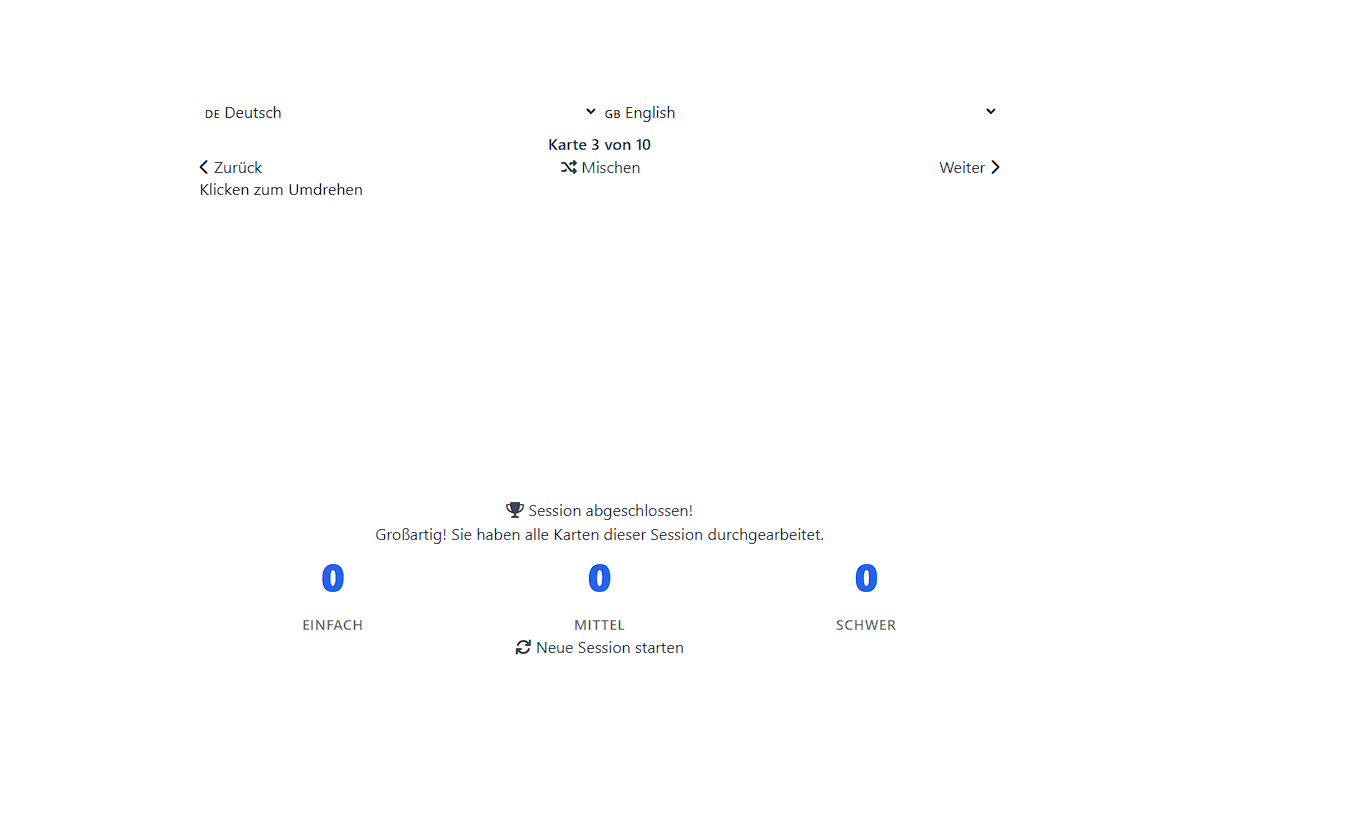 DE Deutsch GB English
Karte 3 von 10
Zurück Mischen Weiter
Klicken zum Umdrehen
Session abgeschlossen!
Großartig! Sie haben alle Karten dieser Session durchgearbeitet.
0 0 0
EINFACH MITTEL SCHWER
Neue Session starten